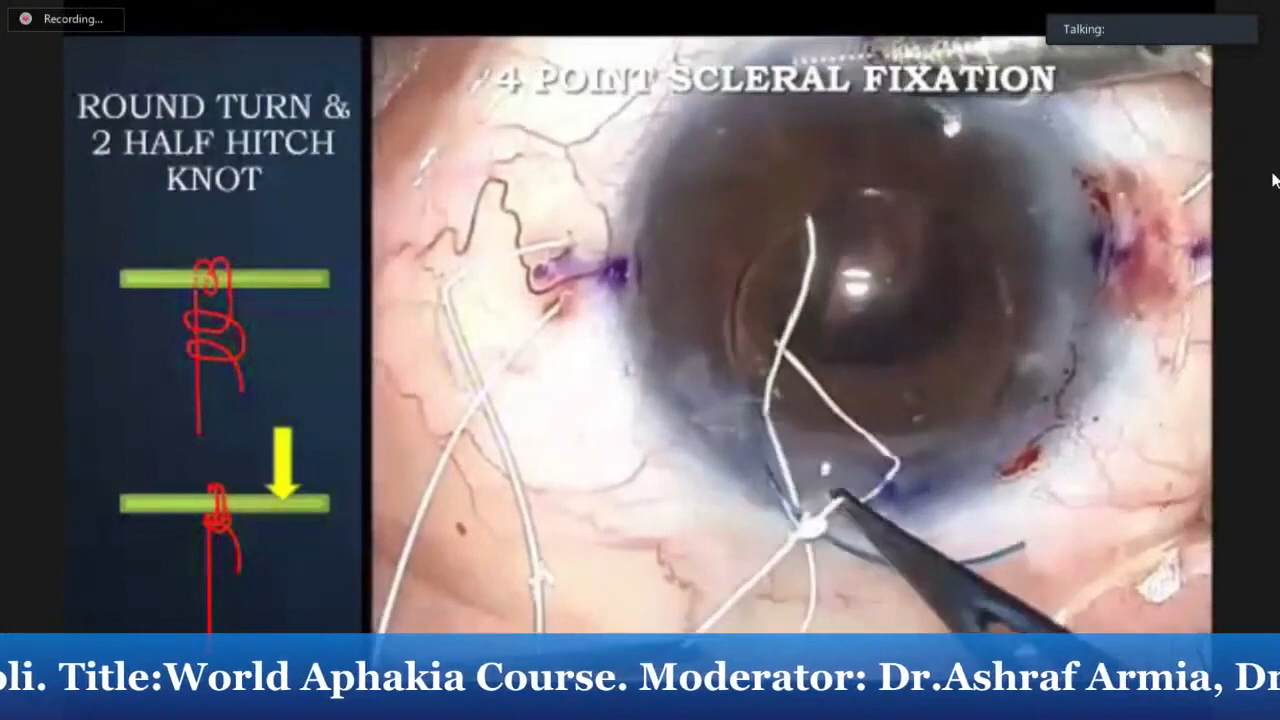 Recording...
Talking:
4 POINT SCLERAL FIXATION
ROUND TURN &
2 HALF HITCH
KNOT
oli. Title:World Aphakia Course. Moderator: Dr.Ashraf Armia, Dr